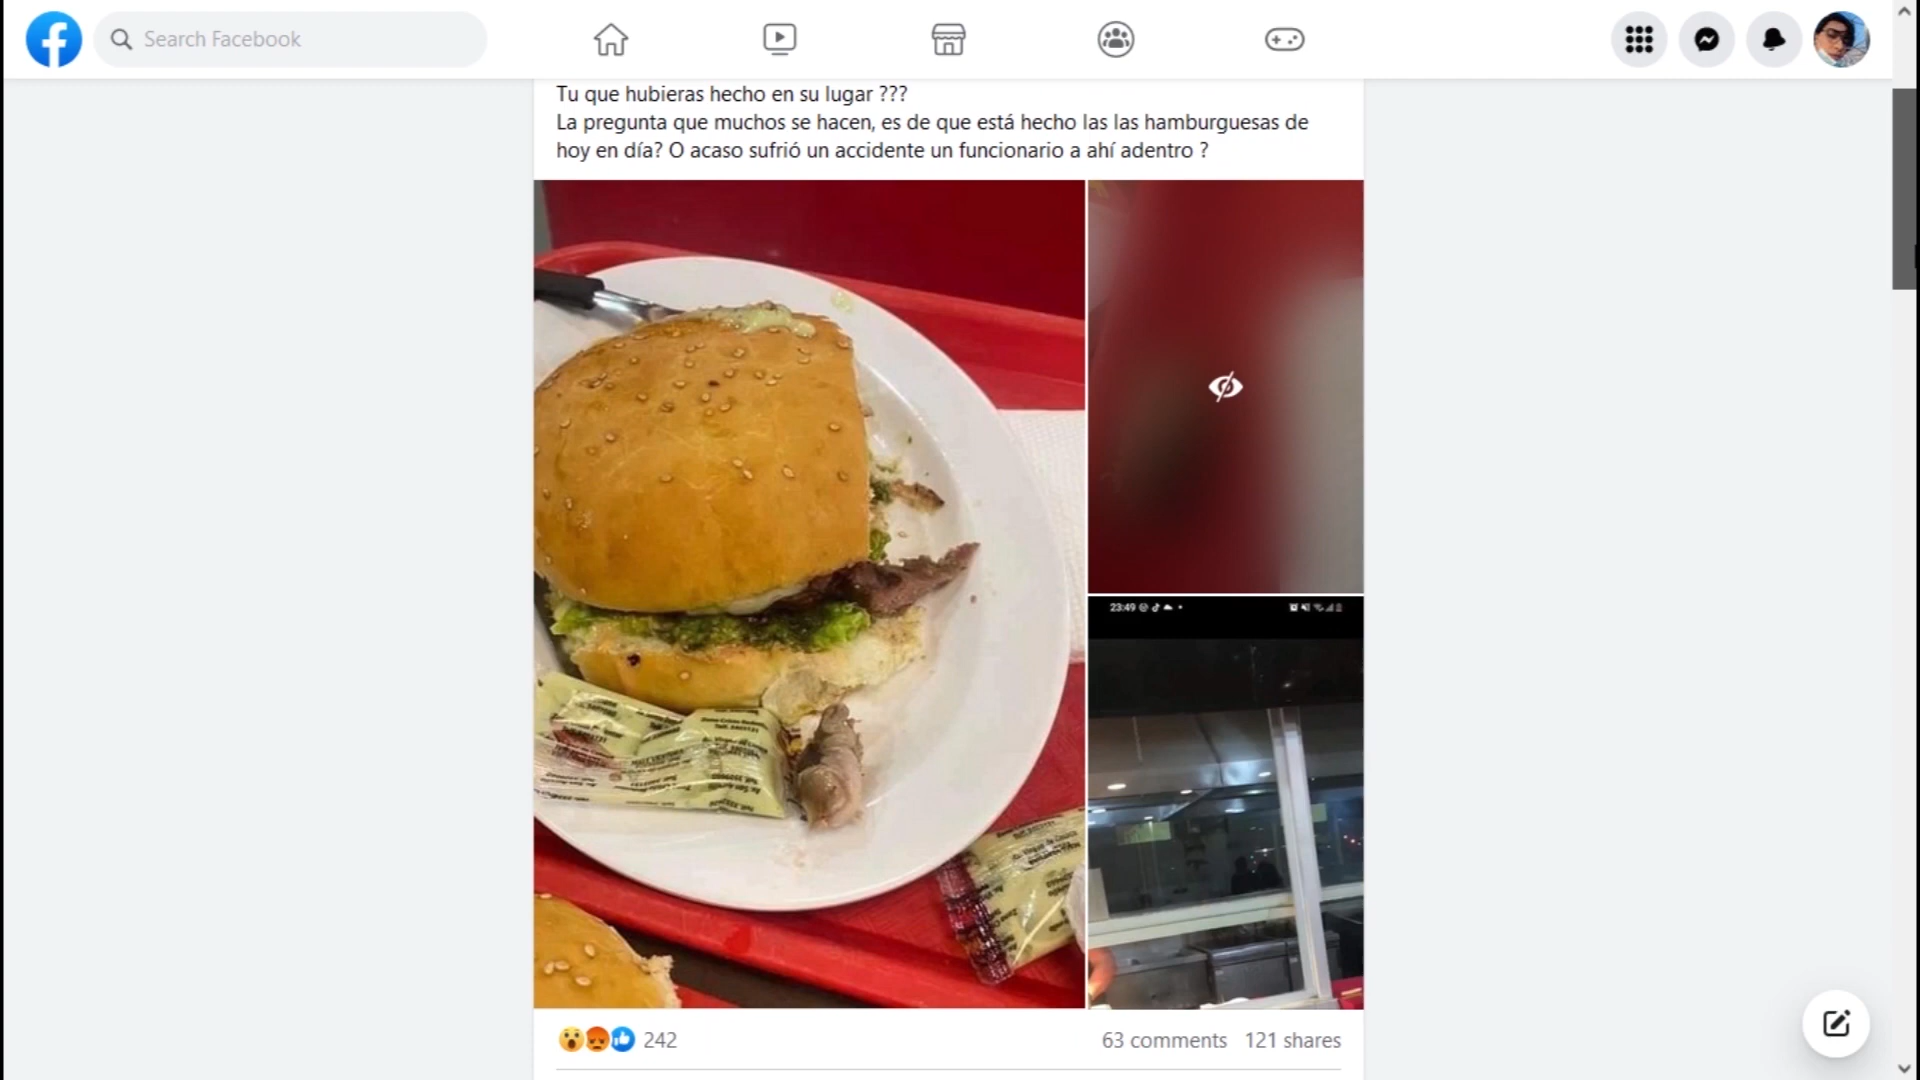 Search Facebook
Tu que hubieras hecho en su lugar ???
La pregunta que muchos se hacen, es de que está hecho las las hamburguesas de
hoy en día? O acaso sufrió un accidente un funcionario a ahí adentro ?
23:49
242
63 comments 121 shares